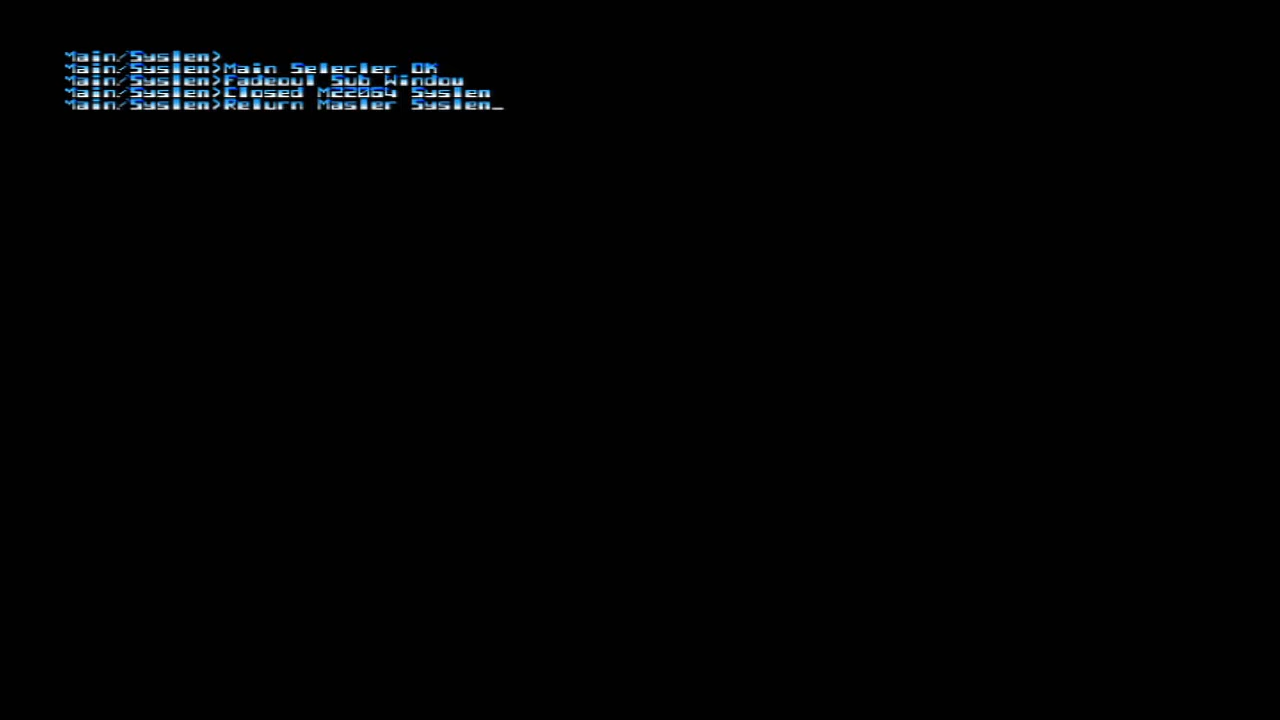 Main/System>
Main/System>Main Selecter OK
Main/System>Fadeout Sub Window
Main/System>Closed M22064 System
Main/System>Return Master System_